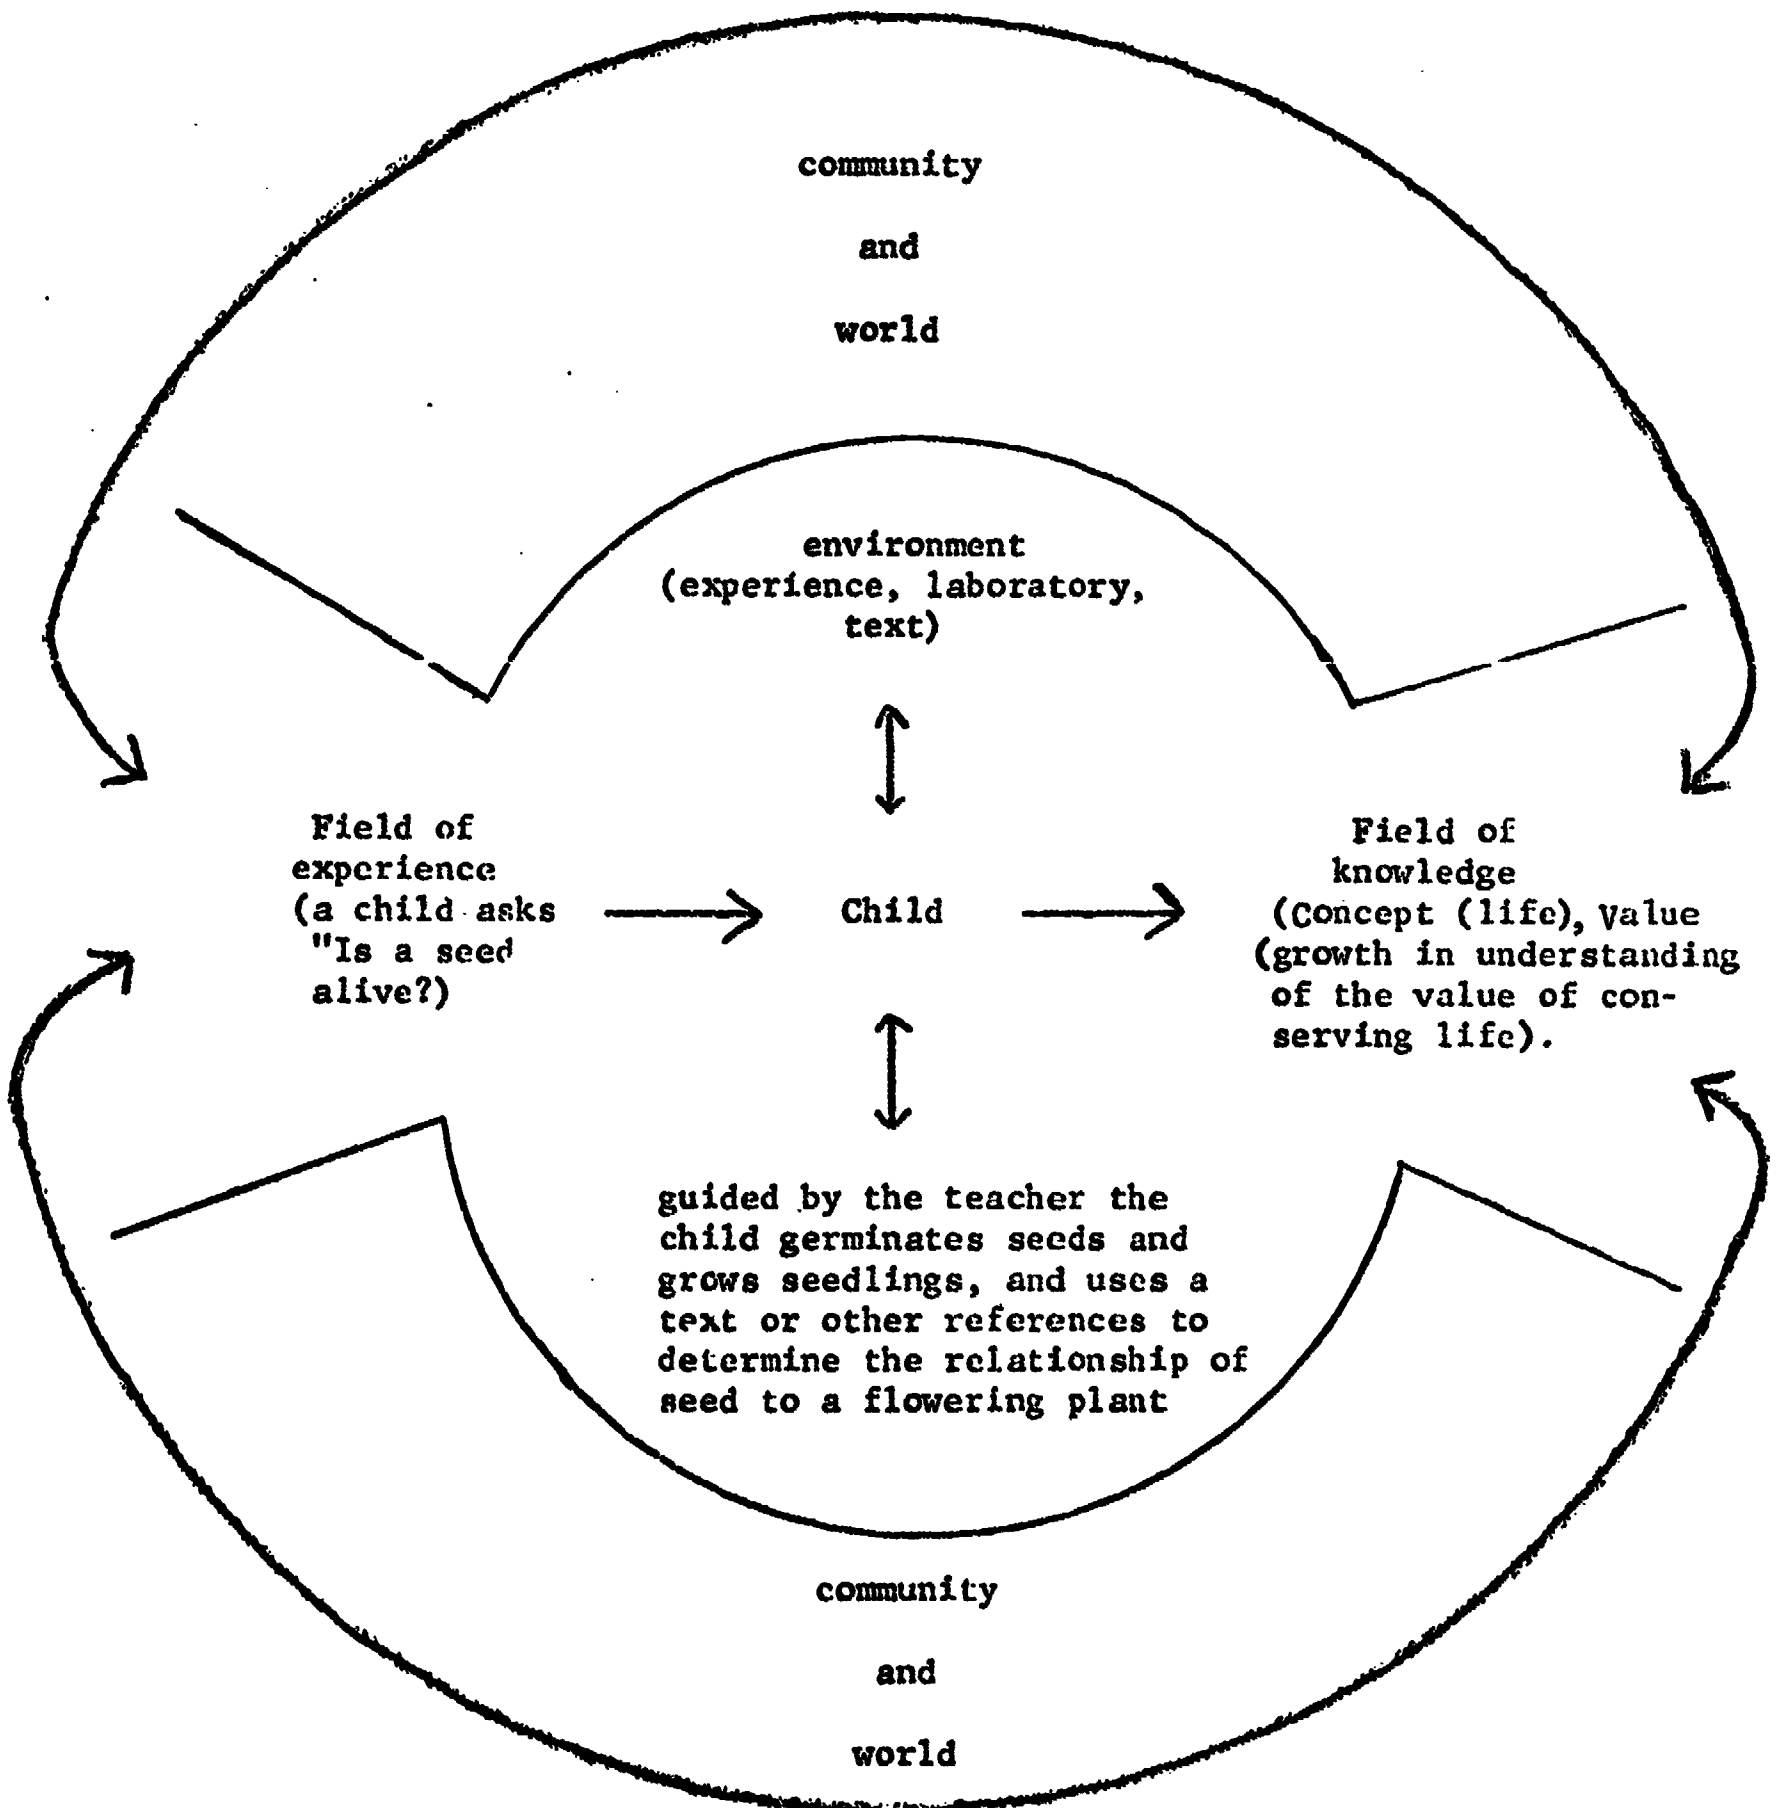 community
and
world
environment
(experience, laboratory,
text)
Field of
experience
(a child asks
"Is a seed
alive?)
Child
Field of
knowledge
(Concept (life), Value
(growth in understanding
of the value of con-
serving life).
guided by the teacher the
child germinates seeds and
grows seedlings, and uses a
text or other references to
determine the relationship of
seed to a flowering plant
community
and
world